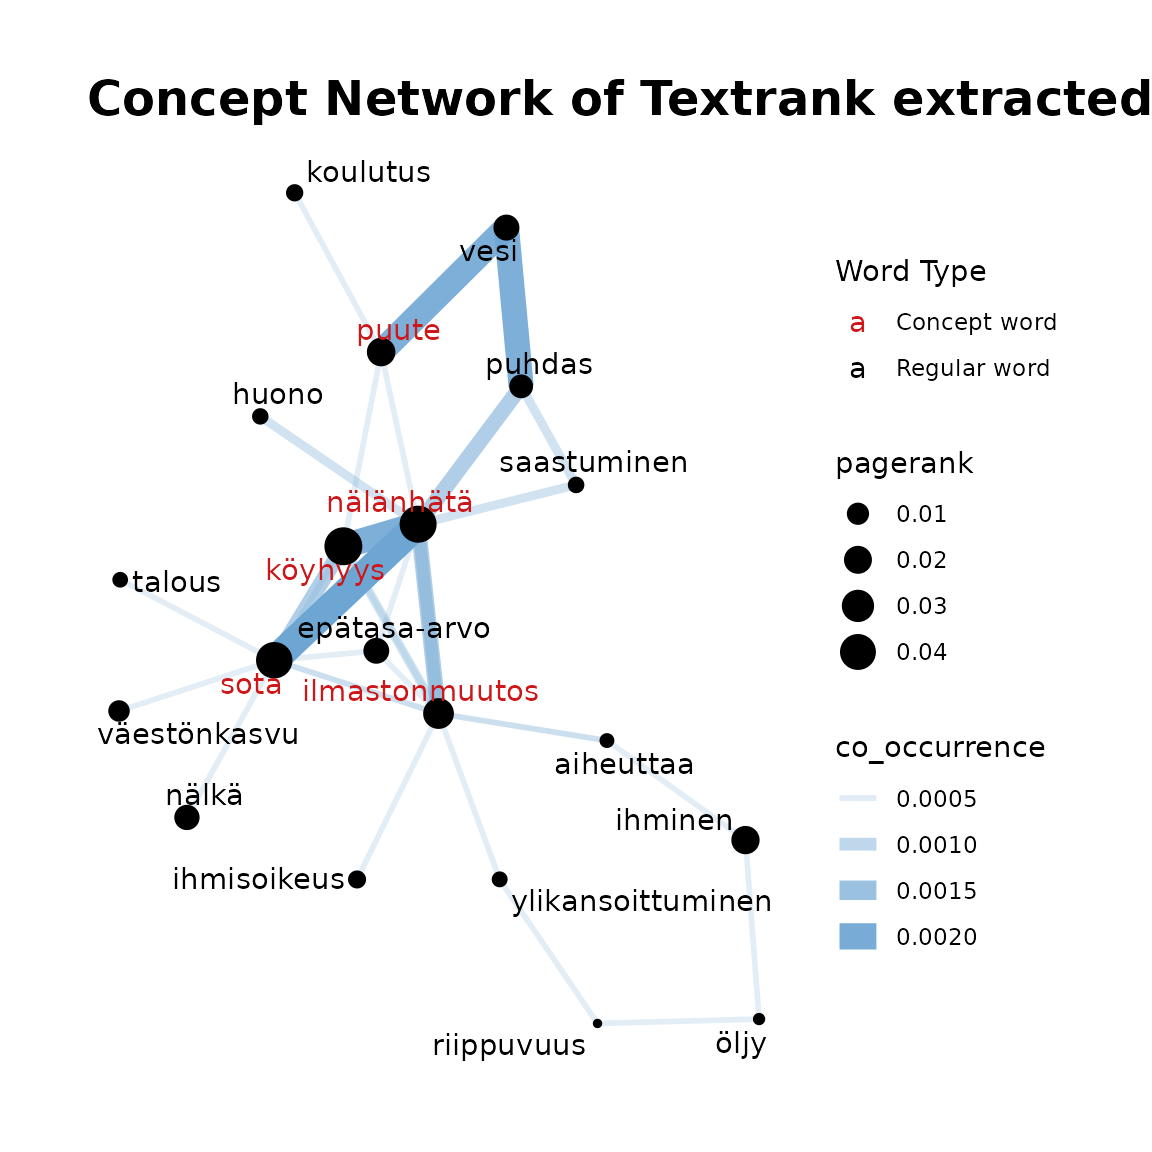 Concept Network of Textrank extracted
koulutus
vesi
puute
puhdas
huono
saastuminen
nälänhätä
köyhyys
talous
epätasa-arvo
sota
ilmastonmuutos
väestönkasvu
aiheuttaa
nälkä
ihminen
ihmisoikeus
ylikansoittuminen
riippuvuus
öljy
Word Type
a Concept word
a Regular word
pagerank
0.01
0.02
0.03
0.04
co_occurrence
0.0005
0.0010
0.0015
0.0020